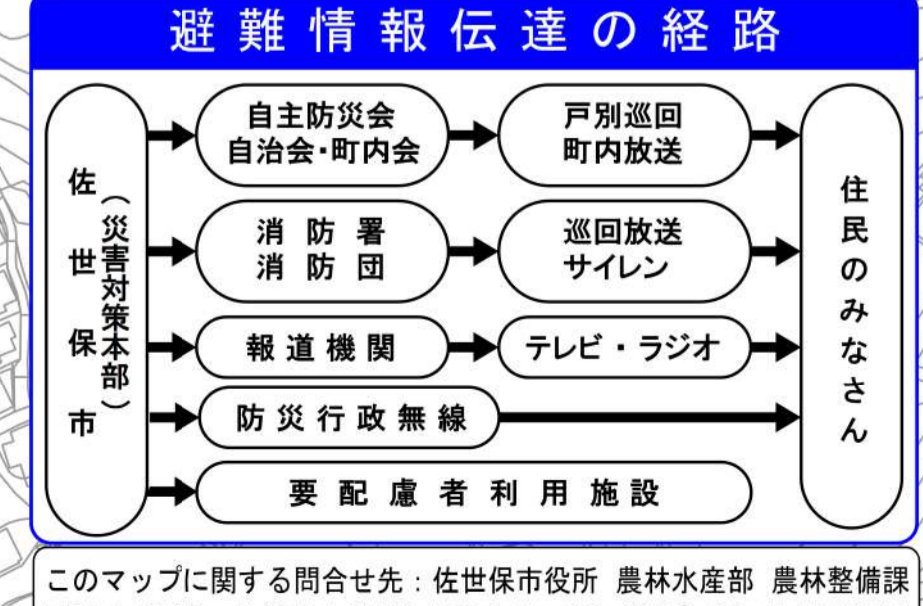 避難情報伝達の経路
佐世保市
（災害対策本部）
自主防災会
自治会・町内会
戸別巡回
町内放送
消防署
消防団
巡回放送
サイレン
報道機関
テレビ・ラジオ
防災行政無線
要配慮者利用施設
住民のみなさん
このマップに関する問合せ先：佐世保市役所 農林水産部 農林整備課